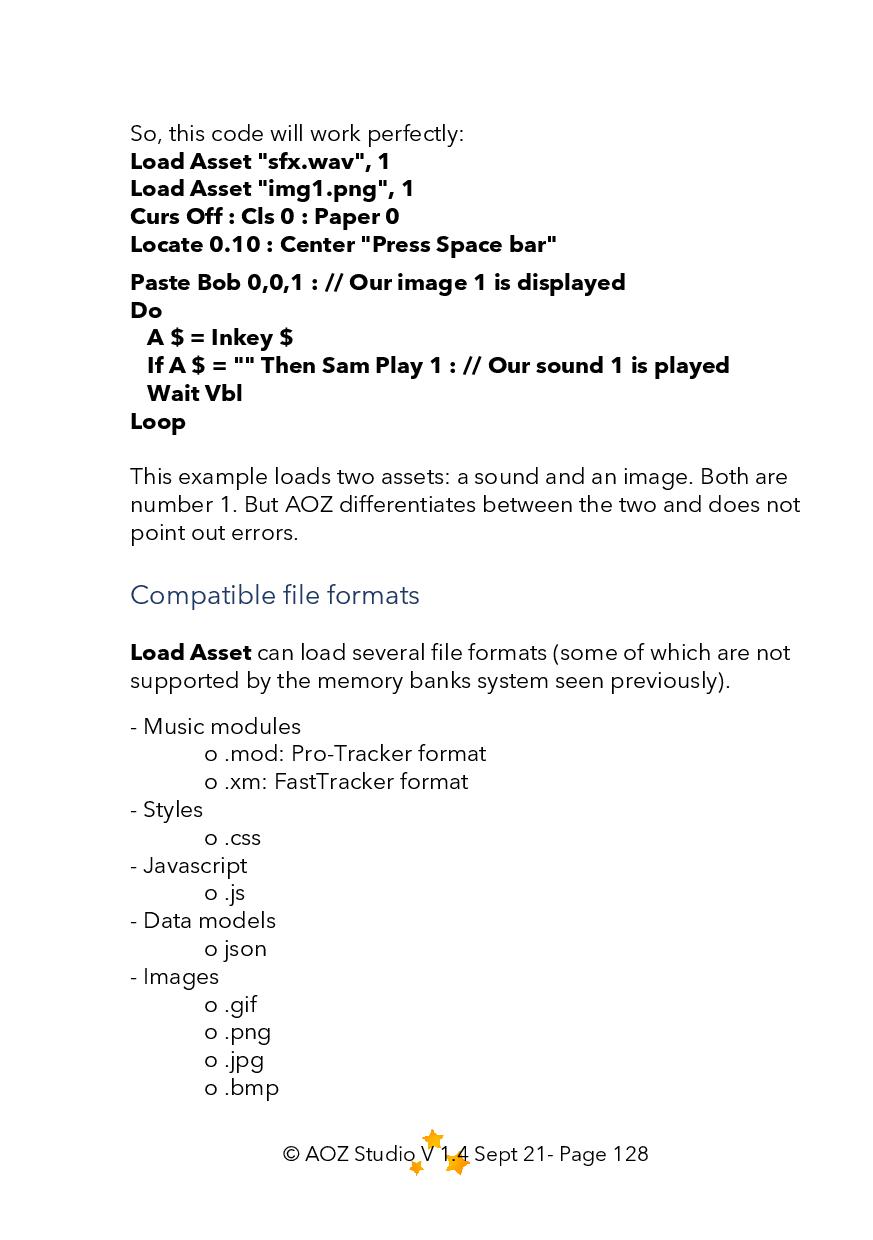 So, this code will work perfectly:
Load Asset "sfx.wav", 1
Load Asset "img1.png", 1
Curs Off : Cls 0 : Paper 0
Locate 0.10 : Center "Press Space bar"
Paste Bob 0,0,1 : // Our image 1 is displayed
Do
A $ = Inkey $
If A $ = "" Then Sam Play 1 : // Our sound 1 is played
Wait Vbl
Loop
This example loads two assets: a sound and an image. Both are
number 1. But AOZ differentiates between the two and does not
point out errors.
Compatible file formats
Load Asset can load several file formats (some of which are not
supported by the memory banks system seen previously).
- Music modules
o .mod: Pro-Tracker format
o .xm: FastTracker format
- Styles
o .css
- Javascript
o .js
- Data models
o json
- Images
o .gif
o .png
o .jpg
o .bmp
© AOZ Studio V 1.4 Sept 21- Page 128